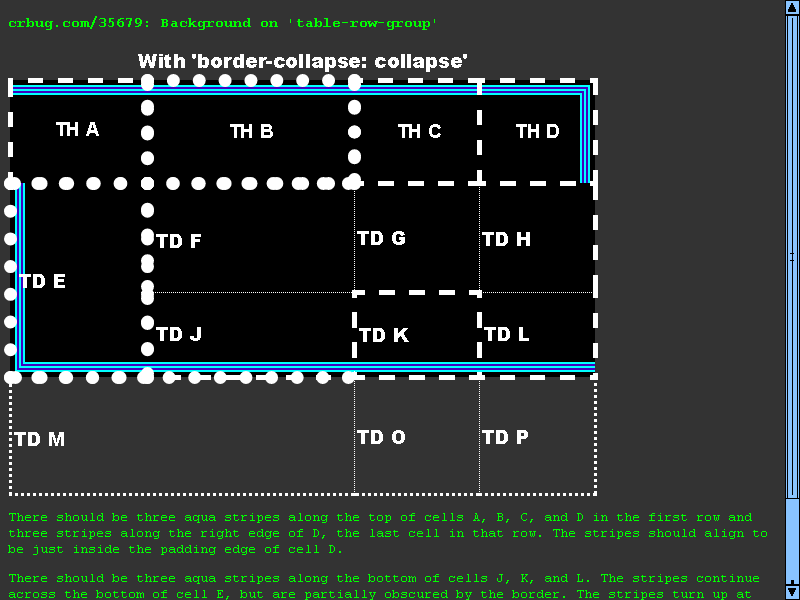 crbug.com/35679: Background on 'table-row-group'
With 'border-collapse: collapse'
TH A TH B TH C TH D
TD F TD G TD H
TD E
TD J TD K TD L
TD M TD O TD P
There should be three aqua stripes along the top of cells A, B, C, and D in the first row and
three stripes along the right edge of D, the last cell in that row. The stripes should align to
be just inside the padding edge of cell D.
There should be three aqua stripes along the bottom of cells J, K, and L. The stripes continue
across the bottom of cell E, but are partially obscured by the border. The stripes turn up at